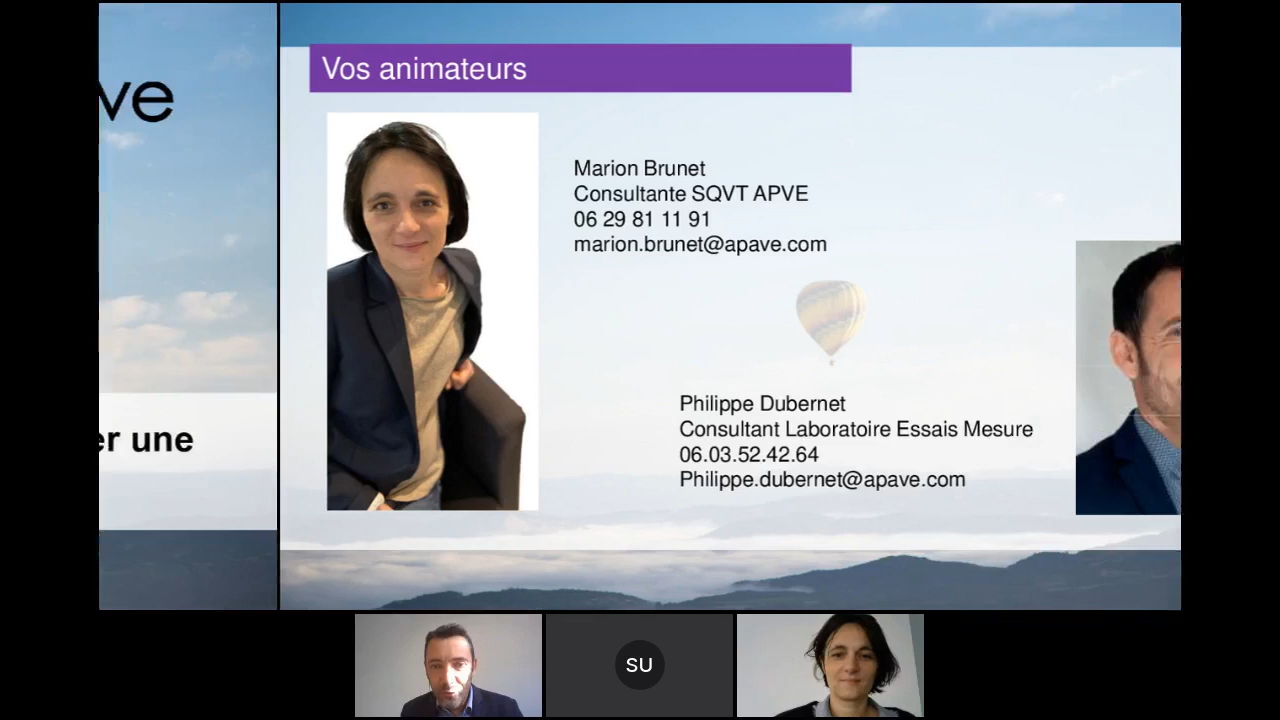 ve
er une
Vos animateurs
Marion Brunet
Consultante SQVT APVE
06 29 81 11 91
marion.brunet@apave.com
Philippe Dubernet
Consultant Laboratoire Essais Mesure
06.03.52.42.64
Philippe.dubernet@apave.com
SU